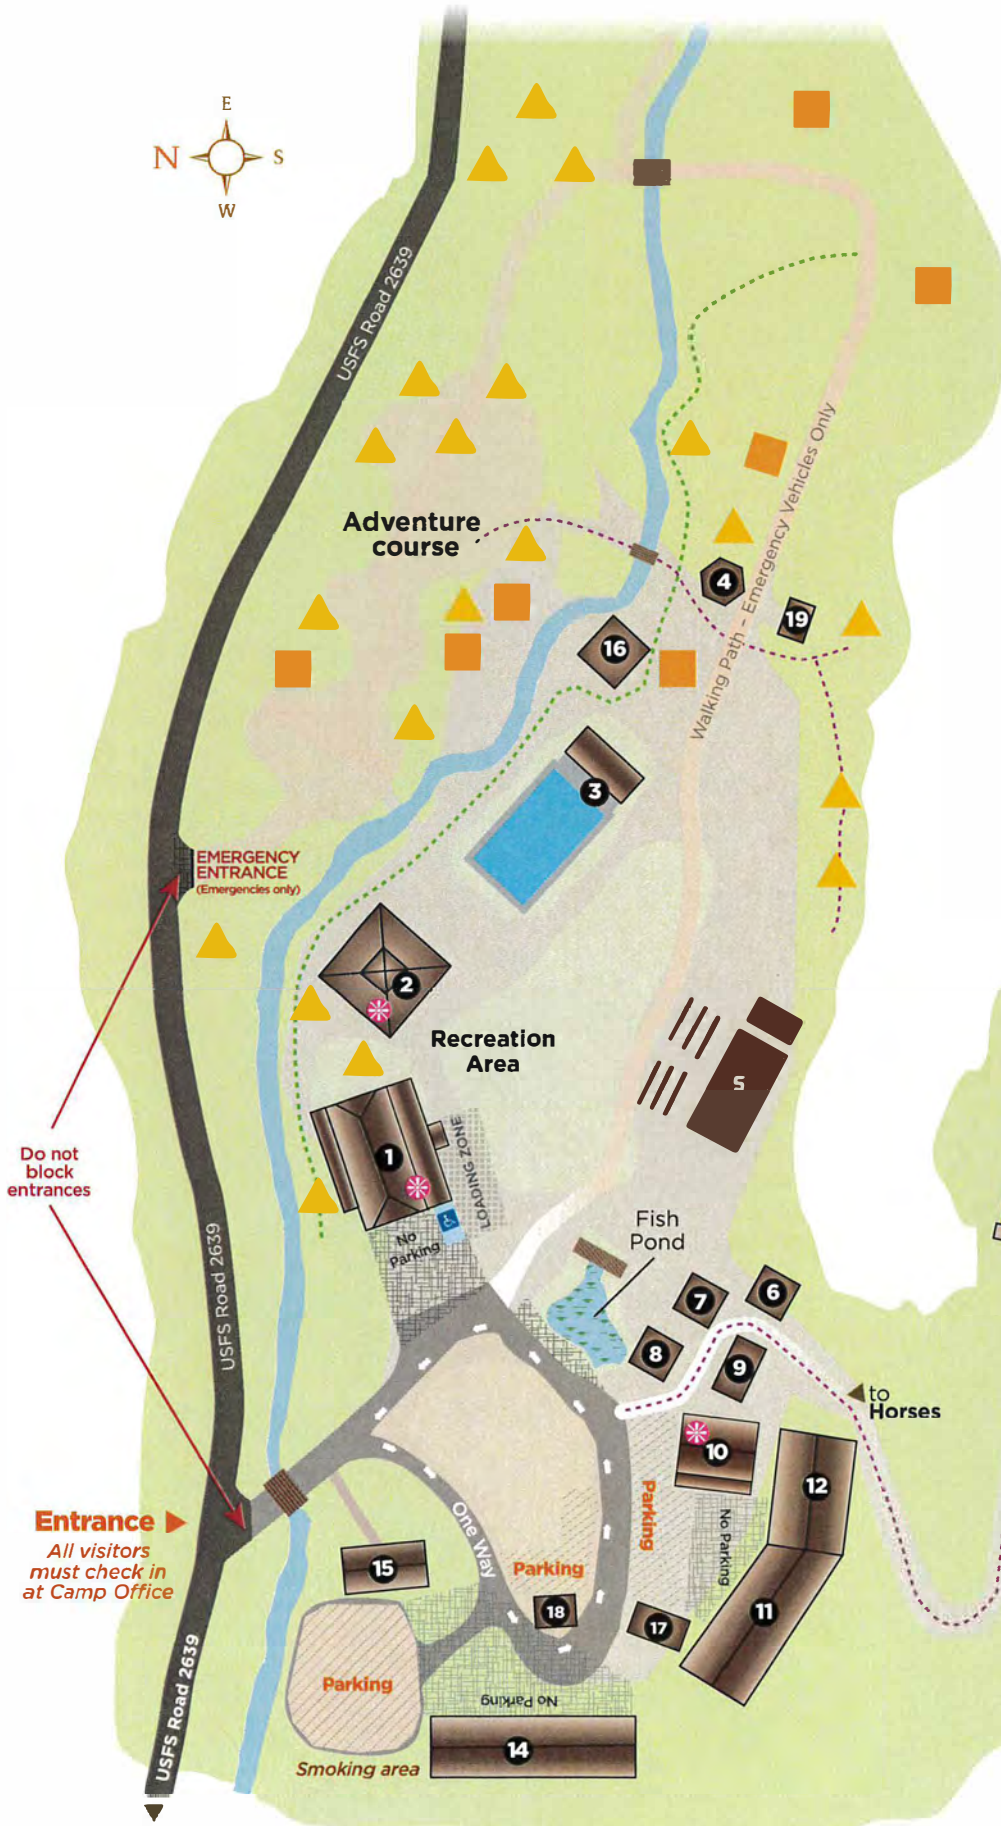 E
N
S
W
USFS Road 2639
Adventure
course
Walking Path - Emergency Vehicles Only
4
19
16
3
EMERGENCY
ENTRANCE
(Emergencies only)
2
Recreation
Area
5
1
LOADING ZONE
No
Parking
Do not
block
entrances
USFS Road 2639
Fish
Pond
7
6
8
9
to
Horses
10
12
Parking
No Parking
One Way
Entrance
All visitors
must check in
at Camp Office
15
Parking
18
17
11
Parking
No Parking
USFS Road 2639
14
Smoking area